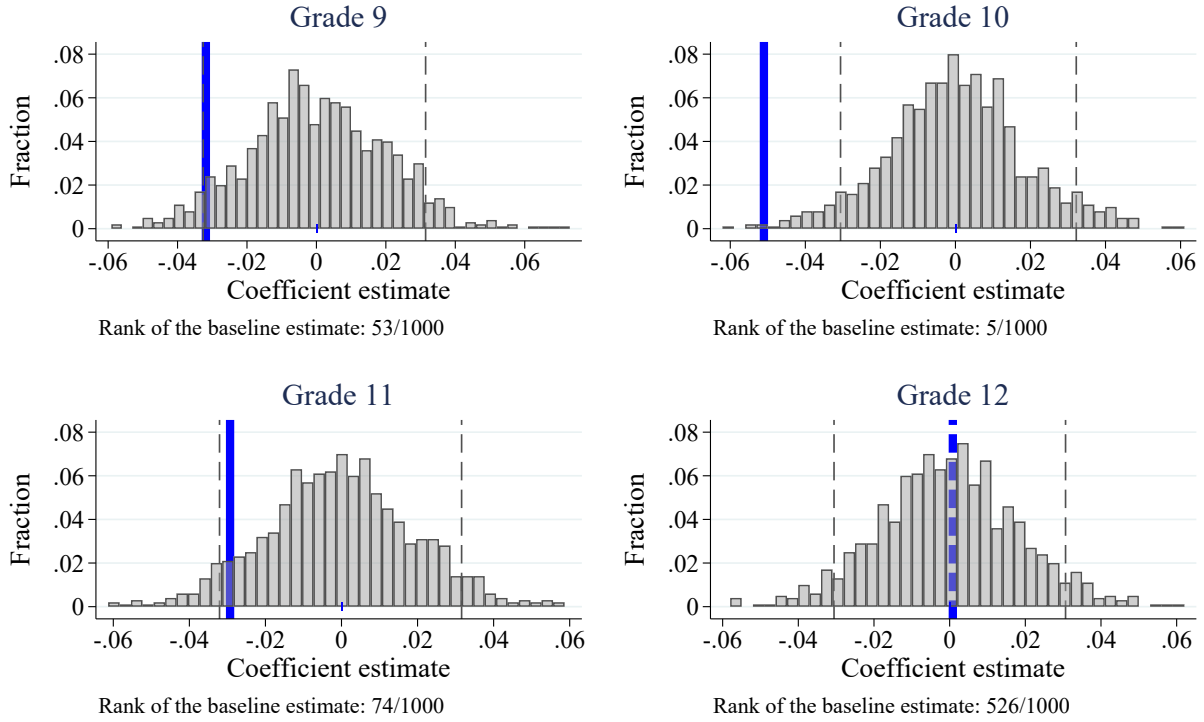 Grade 9
.08
.06
.04
.02
0
Fraction
-.06 -.04 -.02 0 .02 .04 .06
Coefficient estimate
Rank of the baseline estimate: 53/1000
Grade 10
.08
.06
.04
.02
0
Fraction
-.06 -.04 -.02 0 .02 .04 .06
Coefficient estimate
Rank of the baseline estimate: 5/1000
Grade 11
.08
.06
.04
.02
0
Fraction
-.06 -.04 -.02 0 .02 .04 .06
Coefficient estimate
Rank of the baseline estimate: 74/1000
Grade 12
.08
.06
.04
.02
0
Fraction
-.06 -.04 -.02 0 .02 .04 .06
Coefficient estimate
Rank of the baseline estimate: 526/1000